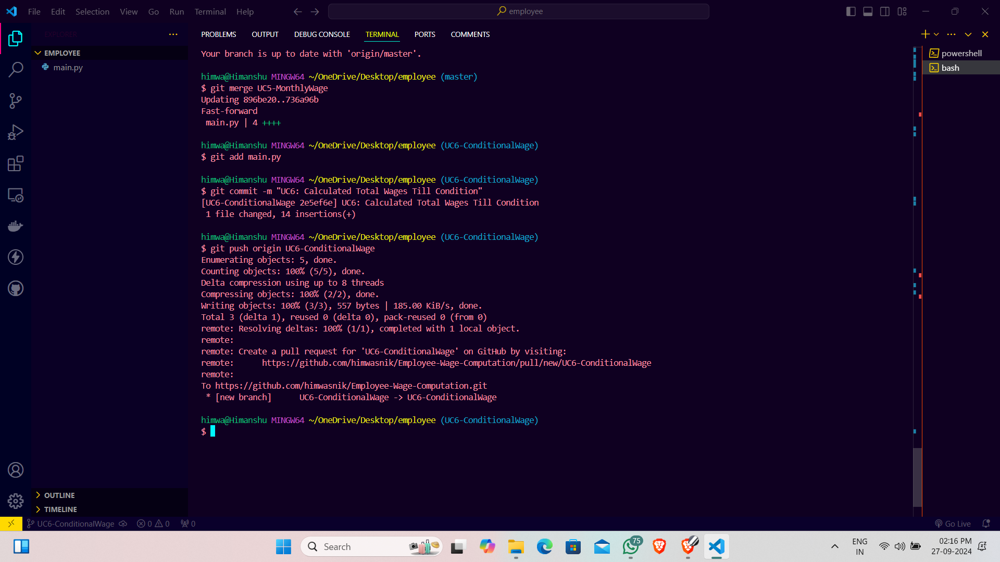 File Edit Selection View Go Run Terminal Help
employee
EXPLORER
PROBLEMS OUTPUT DEBUG CONSOLE TERMINAL PORTS COMMENTS
EMPLOYEE
main.py
powershell
bash
Your branch is up to date with 'origin/master'.
himwa@Himanshu MINGW64 ~/OneDrive/Desktop/employee (master)
$ git merge UC5-MonthlyWage
Updating 896be20..736a96b
Fast-forward
main.py | 4 ++++
himwa@Himanshu MINGW64 ~/OneDrive/Desktop/employee (UC6-ConditionalWage)
$ git add main.py
himwa@Himanshu MINGW64 ~/OneDrive/Desktop/employee (UC6-ConditionalWage)
$ git commit -m "UC6: Calculated Total Wages Till Condition"
[UC6-ConditionalWage 2e5ef6e] UC6: Calculated Total Wages Till Condition
1 file changed, 14 insertions(+)
himwa@Himanshu MINGW64 ~/OneDrive/Desktop/employee (UC6-ConditionalWage)
$ git push origin UC6-ConditionalWage
Enumerating objects: 5, done.
Counting objects: 100% (5/5), done.
Delta compression using up to 8 threads
Compressing objects: 100% (2/2), done.
Writing objects: 100% (3/3), 557 bytes | 185.00 KiB/s, done.
Total 3 (delta 1), reused 0 (delta 0), pack-reused 0 (from 0)
remote: Resolving deltas: 100% (1/1), completed with 1 local object.
remote:
remote: Create a pull request for 'UC6-ConditionalWage' on GitHub by visiting:
remote: https://github.com/himwasnik/Employee-Wage-Computation/pull/new/UC6-ConditionalWage
remote:
To https://github.com/himwasnik/Employee-Wage-Computation.git
* [new branch] UC6-ConditionalWage -> UC6-ConditionalWage
himwa@Himanshu MINGW64 ~/OneDrive/Desktop/employee (UC6-ConditionalWage)
$
OUTLINE
TIMELINE
UC6-ConditionalWage 0 0 0 Go Live
Search
75
ENG
IN
02:16 PM
27-09-2024